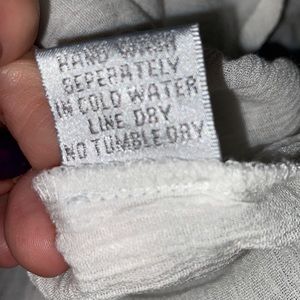 HAND WASH
SEPERATELY
IN COLD WATER
LINE DRY
NO TUMBLE DRY